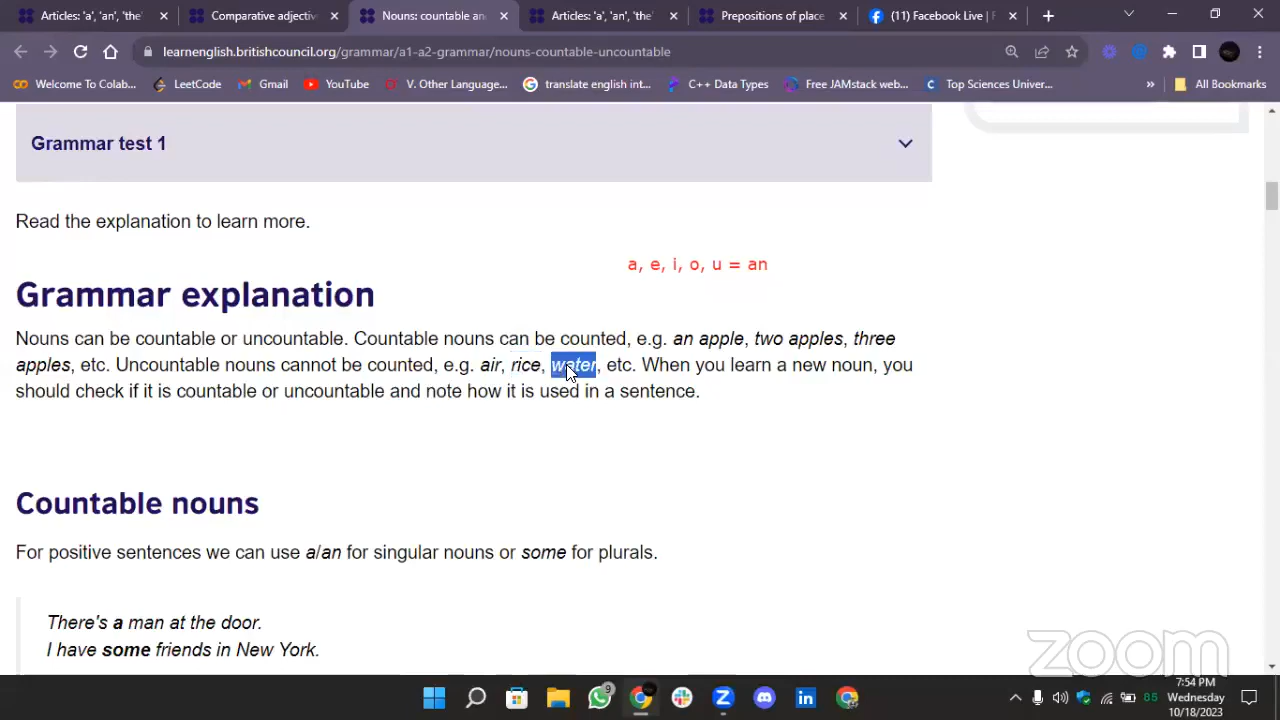 Articles: 'a', 'an', 'the'
Comparative adjectiv
Nouns: countable an
Articles: 'a', 'an', 'the'
Prepositions of place
(11) Facebook Live | F
learnenglish.britishcouncil.org/grammar/a1-a2-grammar/nouns-countable-uncountable
Welcome To Colab...
LeetCode
Gmail
YouTube
V. Other Language...
translate english int...
C++ Data Types
Free JAMstack web...
Top Sciences Univer...
»
All Bookmarks
Grammar test 1
Read the explanation to learn more.
a, e, i, o, u = an
Grammar explanation
Nouns can be countable or uncountable. Countable nouns can be counted, e.g. an apple, two apples, three
apples, etc. Uncountable nouns cannot be counted, e.g. air, rice, water, etc. When you learn a new noun, you
should check if it is countable or uncountable and note how it is used in a sentence.
Countable nouns
For positive sentences we can use a/an for singular nouns or some for plurals.
There's a man at the door.
I have some friends in New York.
zoom
9
85
7:54 PM
Wednesday
10/18/2023